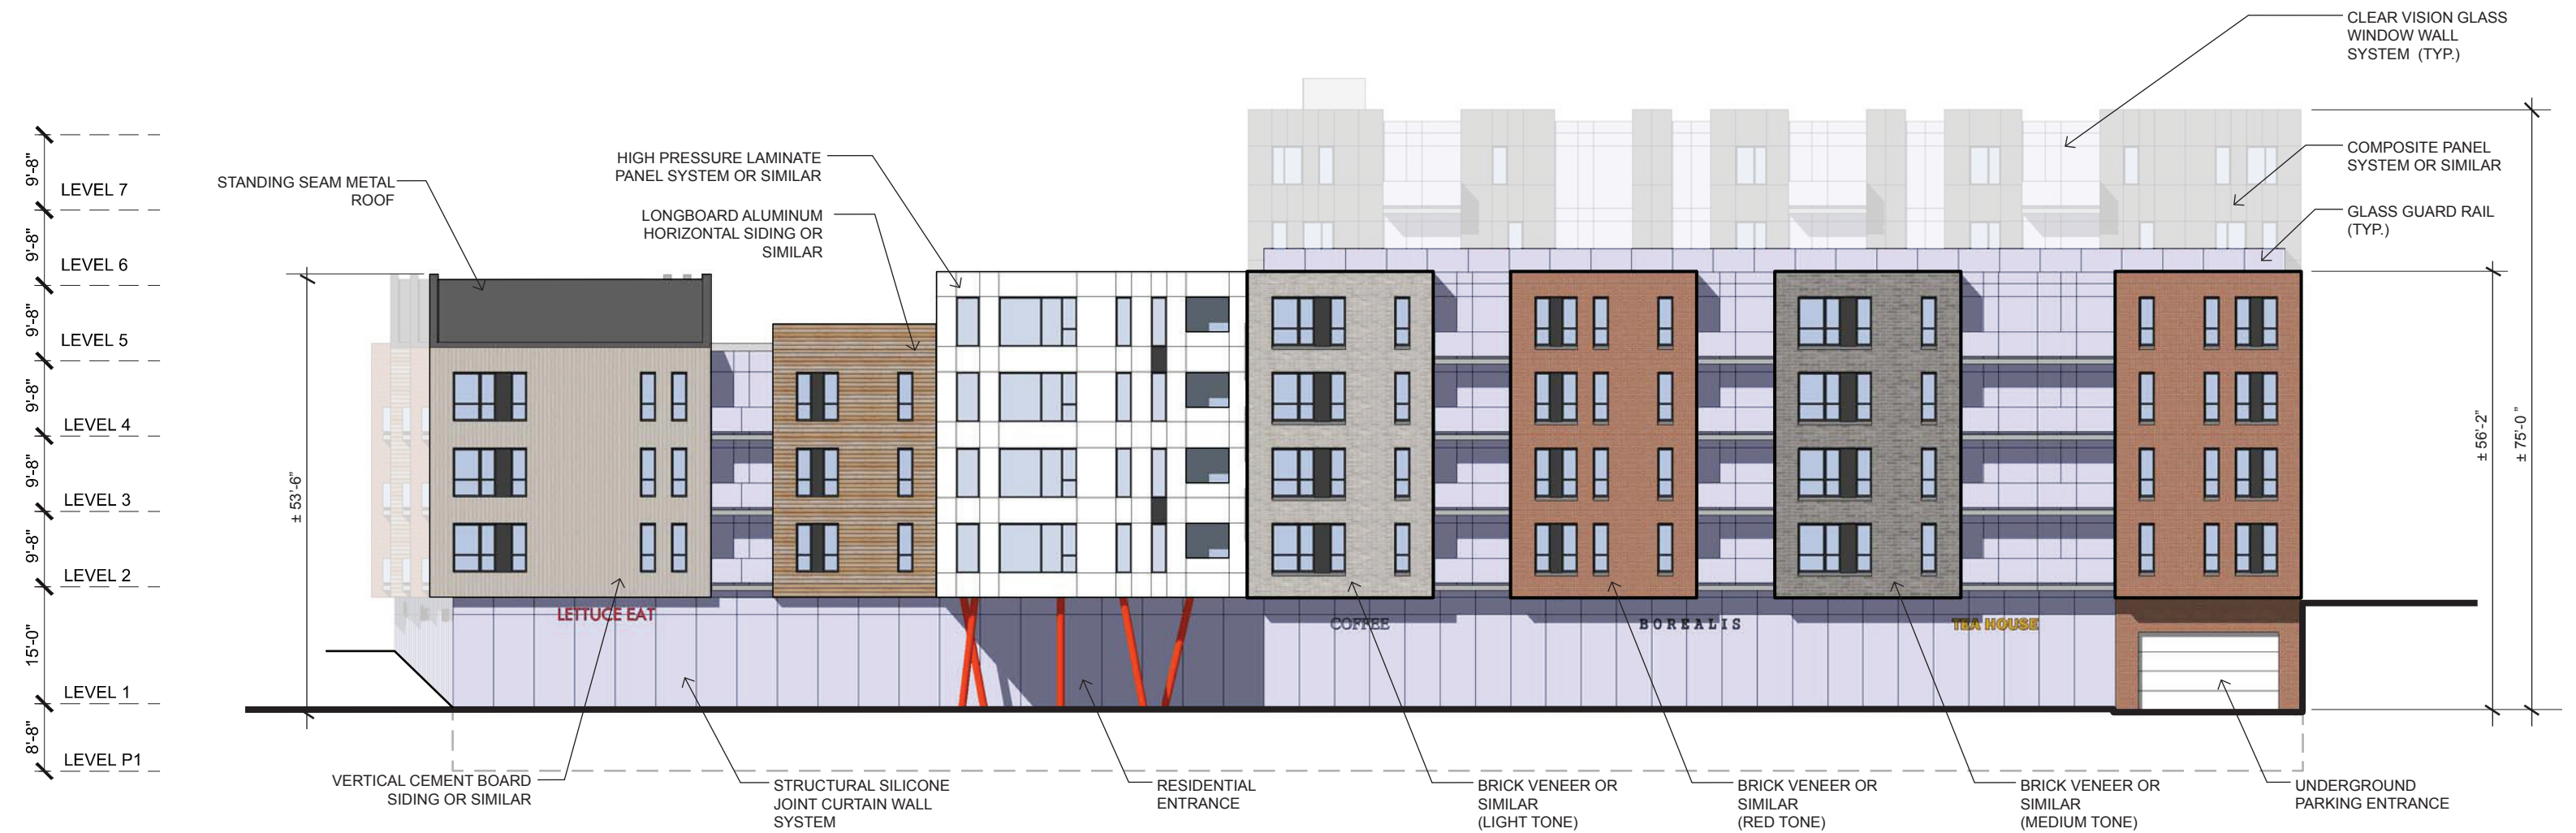 CLEAR VISION GLASS
WINDOW WALL
SYSTEM (TYP.)
COMPOSITE PANEL
SYSTEM OR SIMILAR
GLASS GUARD RAIL
(TYP.)
HIGH PRESSURE LAMINATE
PANEL SYSTEM OR SIMILAR
LONGBOARD ALUMINUM
HORIZONTAL SIDING OR
SIMILAR
STANDING SEAM METAL
ROOF
9'-8"
LEVEL 7
9'-8"
LEVEL 6
9'-8"
LEVEL 5
9'-8"
LEVEL 4
9'-8"
LEVEL 3
9'-8"
LEVEL 2
15'-0"
LEVEL 1
8'-8"
LEVEL P1
± 53'-6"
± 56'-2"
± 75'-0"
LETTUCE EAT
COFFEE
BOREALIS
TEA HOUSE
VERTICAL CEMENT BOARD
SIDING OR SIMILAR
STRUCTURAL SILICONE
JOINT CURTAIN WALL
SYSTEM
RESIDENTIAL
ENTRANCE
BRICK VENEER OR
SIMILAR
(LIGHT TONE)
BRICK VENEER OR
SIMILAR
(RED TONE)
BRICK VENEER OR
SIMILAR
(MEDIUM TONE)
UNDERGROUND
PARKING ENTRANCE